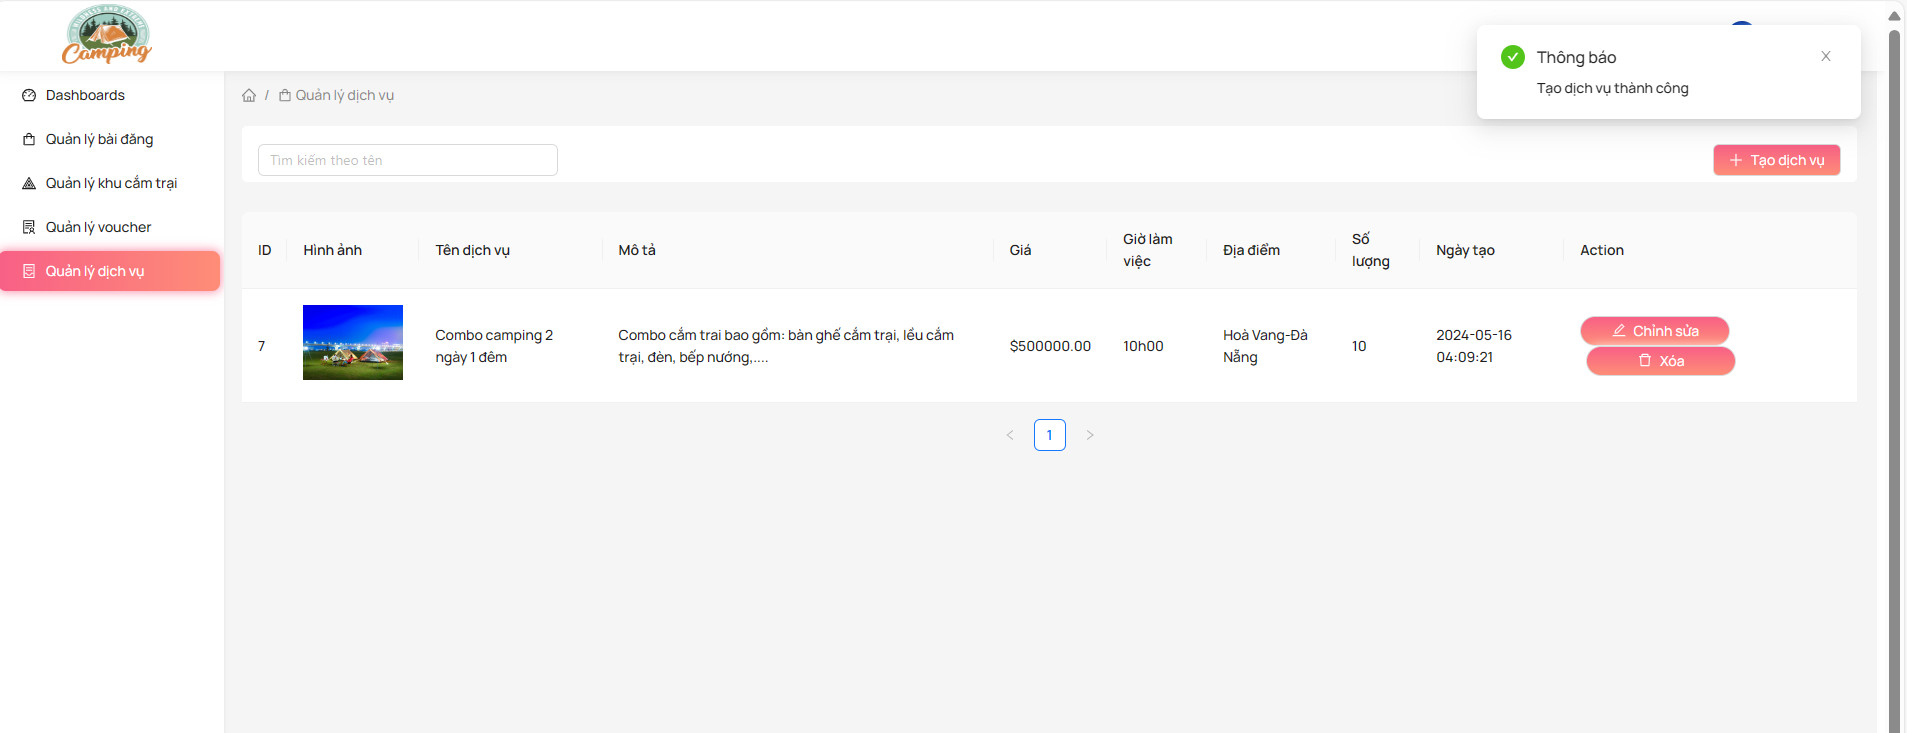 Camping
Thông báo
Tạo dịch vụ thành công
Dashboards
Quản lý bài đăng
Quản lý khu cắm trại
Quản lý voucher
Quản lý dịch vụ
/ Quản lý dịch vụ
Tìm kiếm theo tên
+ Tạo dịch vụ
ID Hình ảnh Tên dịch vụ Mô tả Giá Giờ làm việc Địa điểm Số lượng Ngày tạo Action
7
Combo camping 2
ngày 1 đêm
Combo cắm trai bao gồm: bàn ghế cắm trại, lều cắm
trại, đèn, bếp nướng,....
$500000.00
10h00
Hoà Vang-Đà
Nẵng
10
2024-05-16
04:09:21
Chỉnh sửa
Xóa
< 1 >